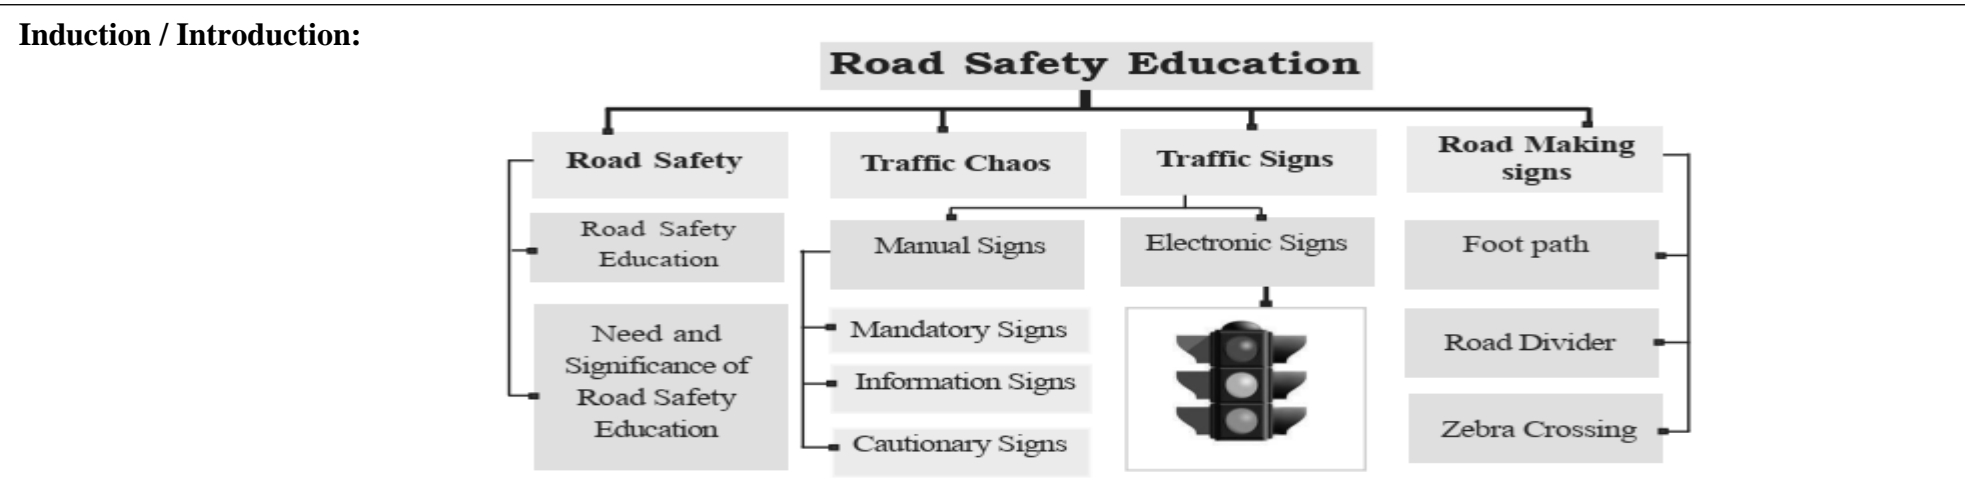 Induction / Introduction:
Road Safety Education
Road Safety
Traffic Chaos
Traffic Signs
Road Making
signs
Road Safety
Education
Manual Signs
Electronic Signs
Foot path
Need and
Significance of
Road Safety
Education
Mandatory Signs
Information Signs
Cautionary Signs
Road Divider
Zebra Crossing